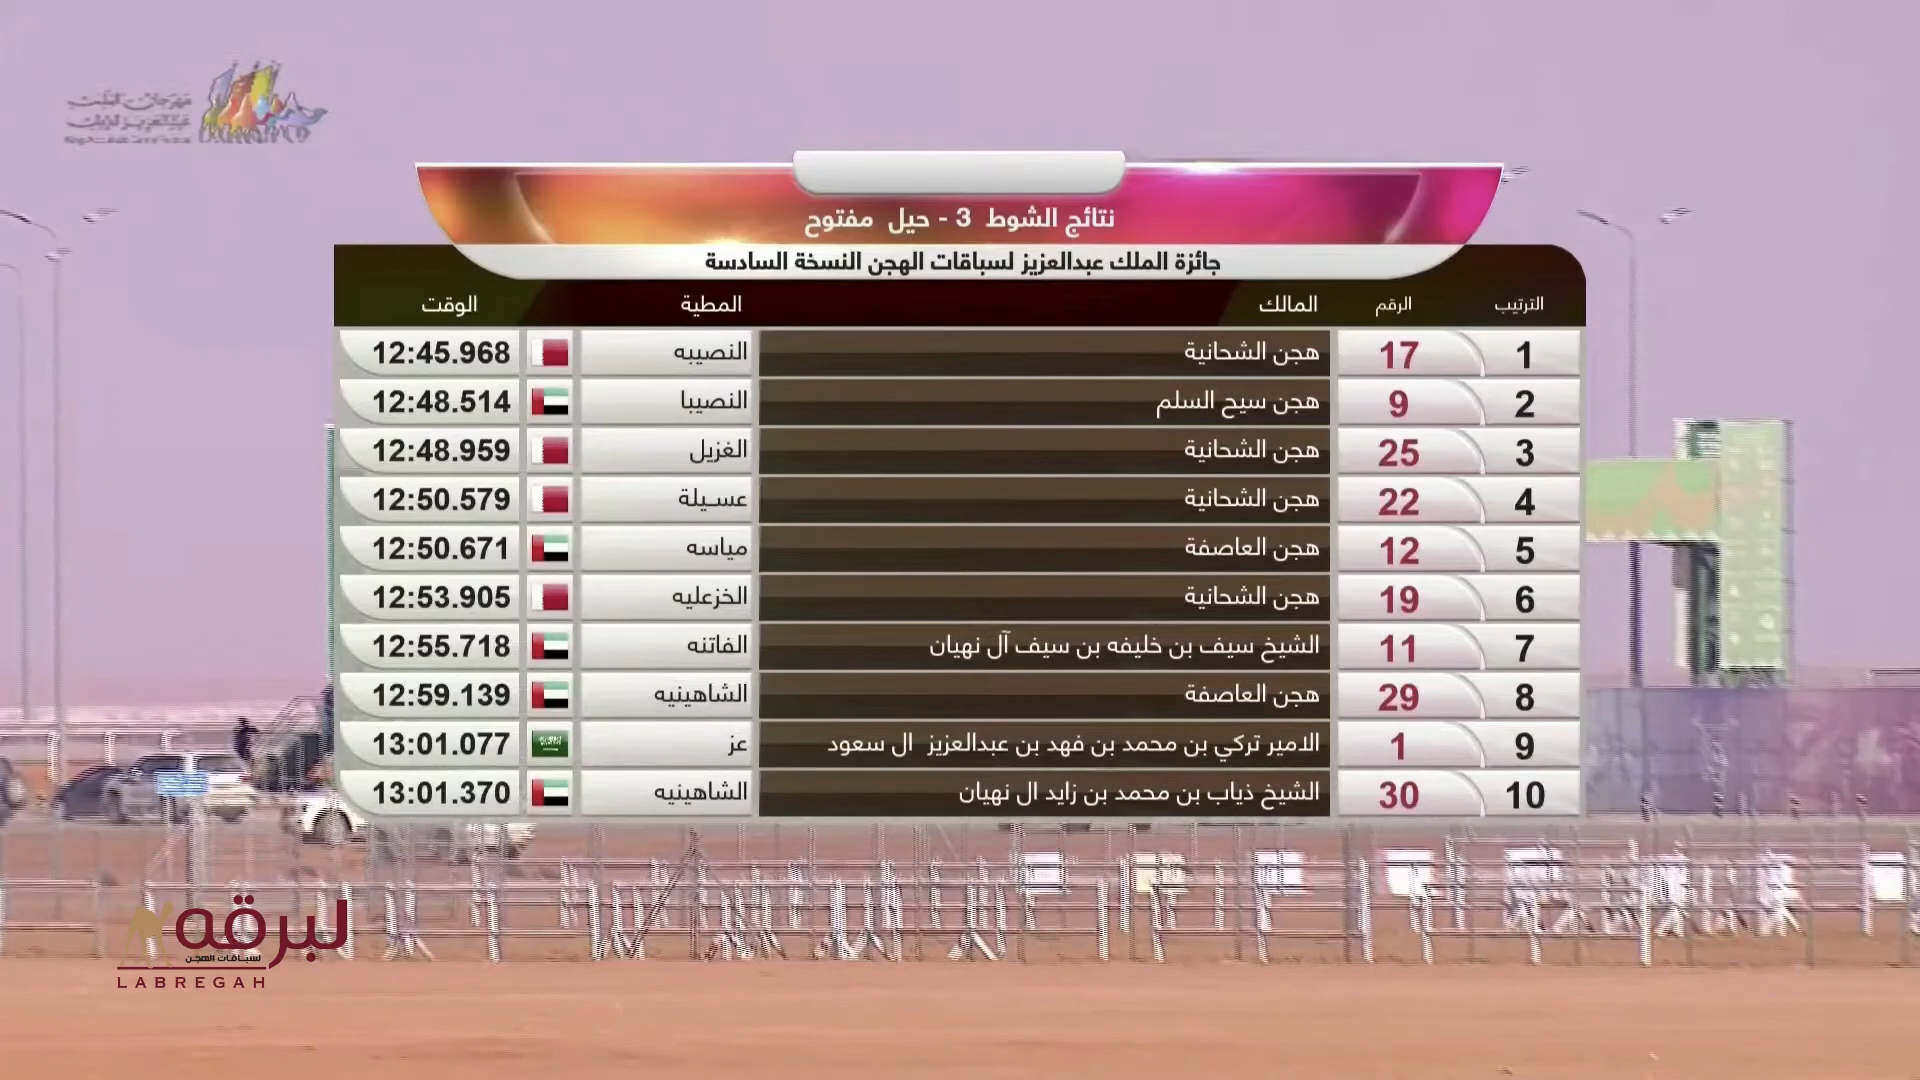 نتائج الشوط 3 - حيل مفتوح
جائزة الملك عبدالعزيز لسباقات الهجن النسخة السادسة
الترتيب الرقم المالك المطية الوقت
1 17 هجن الشحانية النصيبه 12:45.968
2 9 هجن سيح السلم النصيبا 12:48.514
3 25 هجن الشحانية الغزيل 12:48.959
4 22 هجن الشحانية عسيلة 12:50.579
5 12 هجن العاصفة مياسه 12:50.671
6 19 هجن الشحانية الخزعليه 12:53.905
7 11 الشيخ سيف بن خليفه بن سيف آل نهيان الفاتنه 12:55.718
8 29 هجن العاصفة الشاهينيه 12:59.139
9 1 الامير تركي بن محمد بن فهد بن عبدالعزيز ال سعود عز 13:01.077
10 30 الشيخ ذياب بن محمد بن زايد ال نهيان الشاهينيه 13:01.370
لبرقه
لسباقات الهجن
LABREGAH